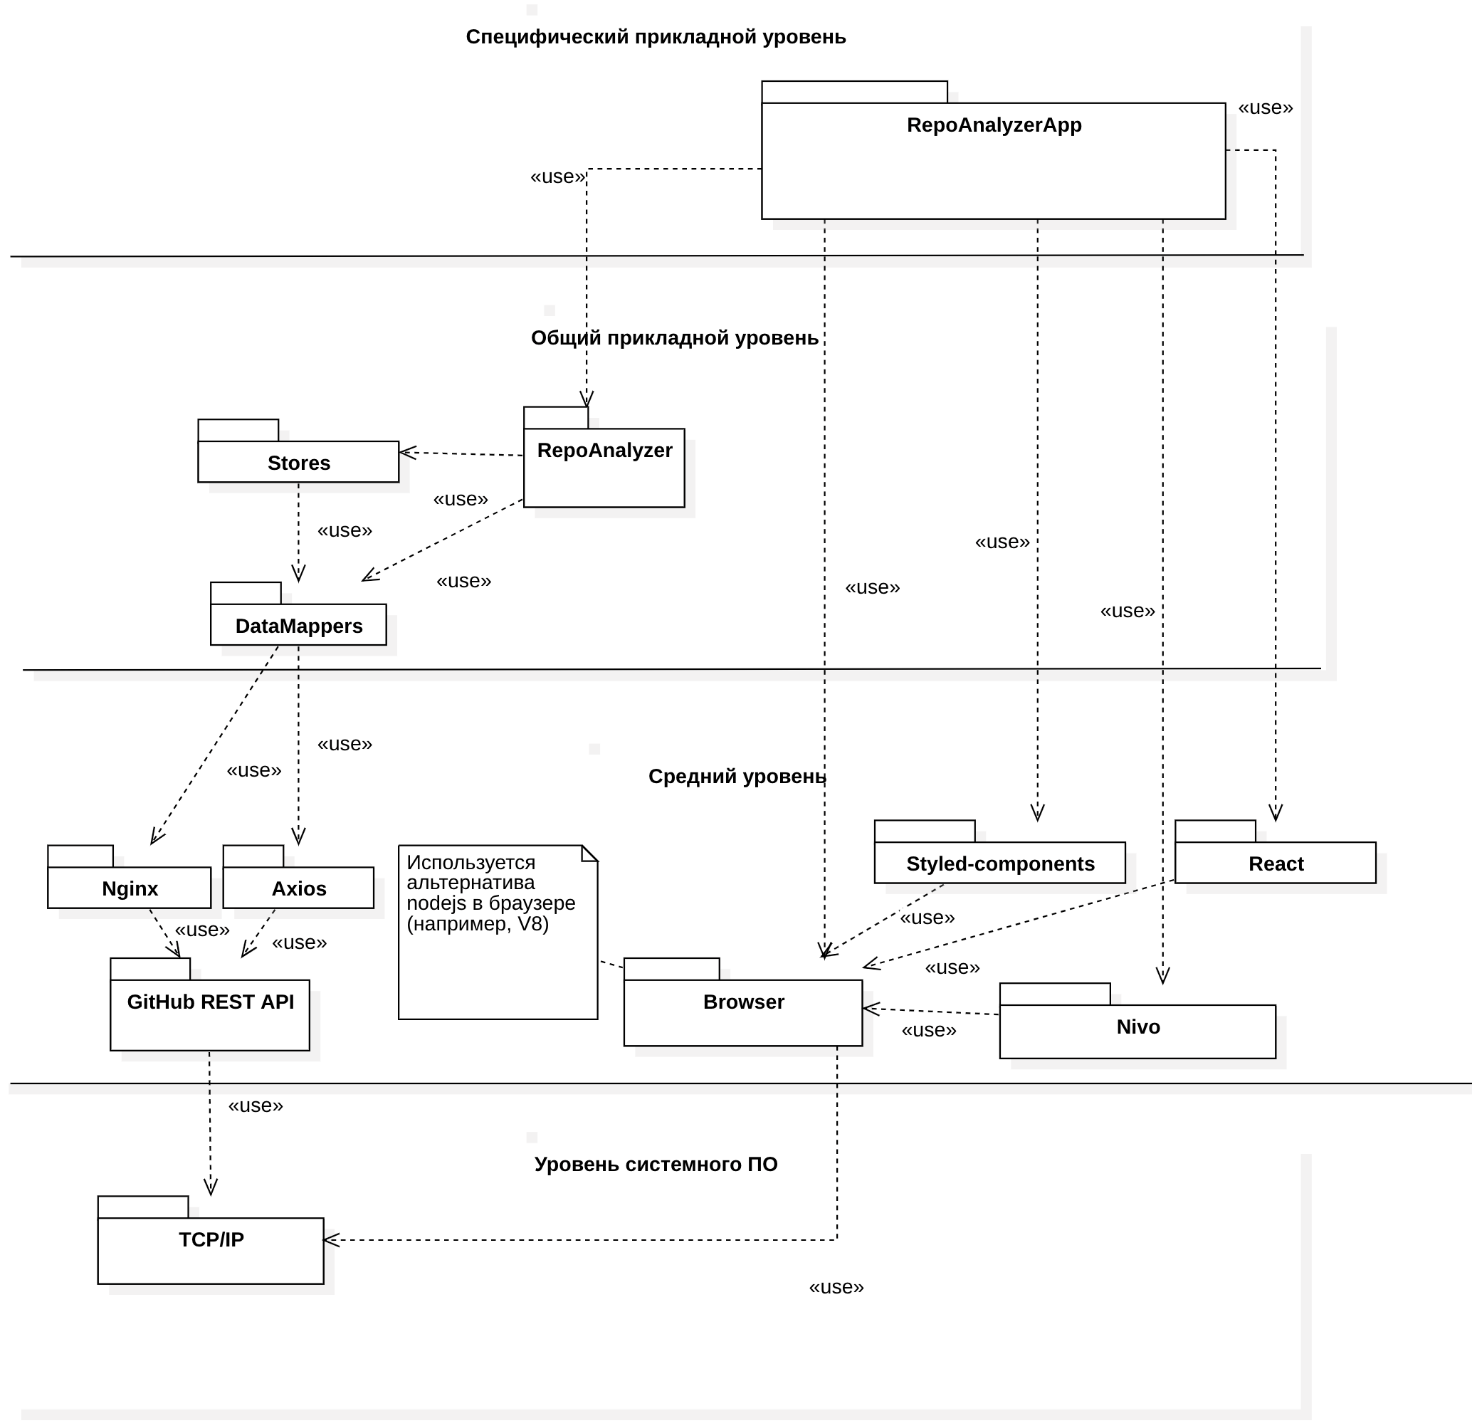 Специфический прикладной уровень
«use»
RepoAnalyzerApp
«use»
Общий прикладной уровень
RepoAnalyzer
Stores
«use»
«use»
«use»
«use»
«use»
«use»
DataMappers
«use»
«use»
Средний уровень
Используется
альтернатива
nodejs в браузере
(например, V8)
Styled-components
React
Nginx
Axios
«use»
«use»
«use»
«use»
GitHub REST API
Browser
Nivo
«use»
«use»
Уровень системного ПО
TCP/IP
«use»